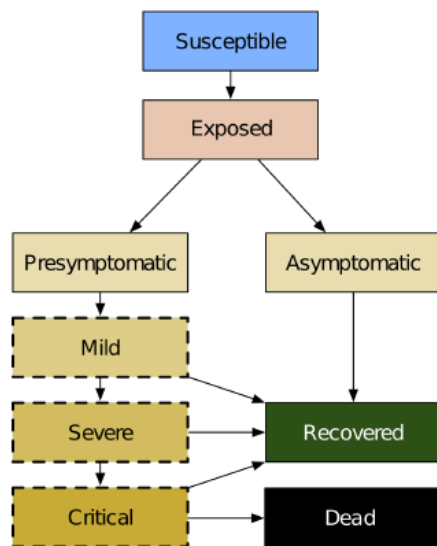 Susceptible
Exposed
Presymptomatic
Asymptomatic
Mild
Severe
Recovered
Critical
Dead